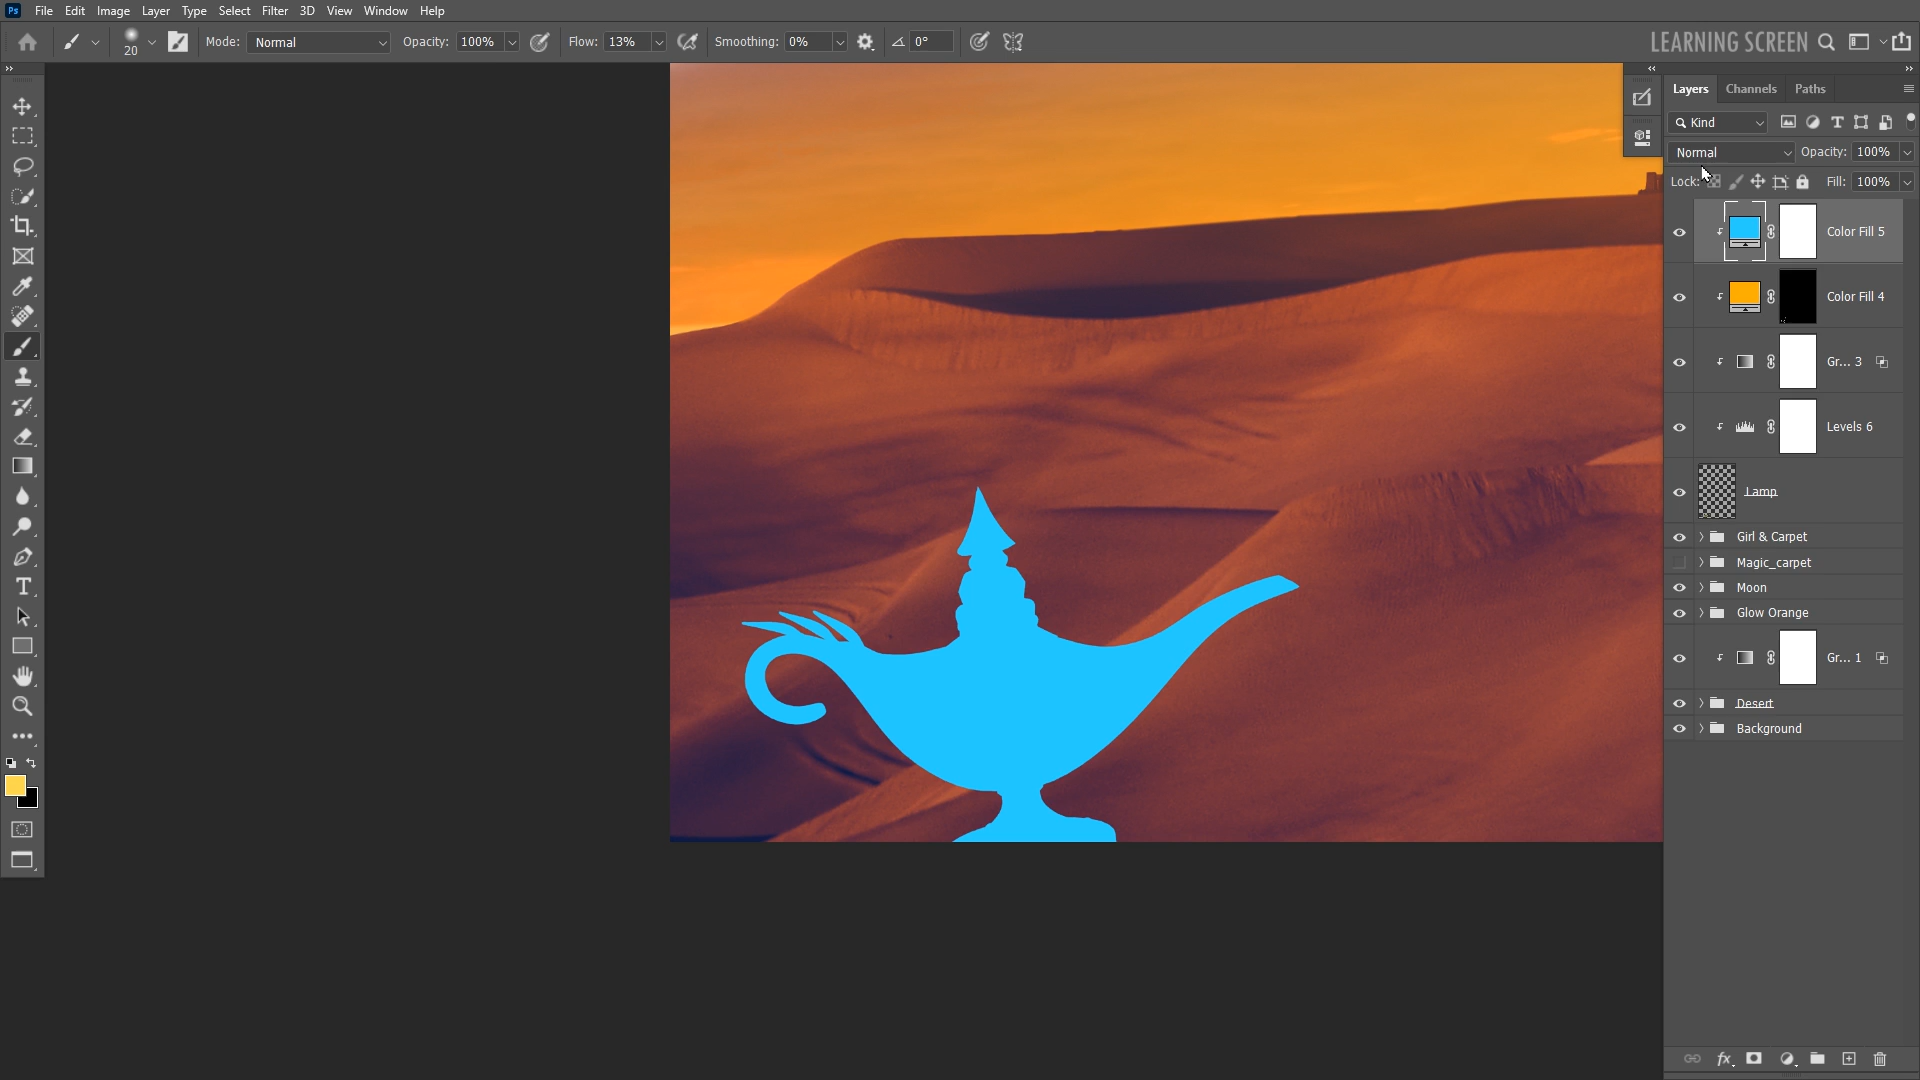 Ps File Edit Image Layer Type Select Filter 3D View Window Help
20 Mode: Normal Opacity: 100% Flow: 13% Smoothing: 0% 0° LEARNING SCREEN
Layers Channels Paths
Kind
Normal Opacity: 100%
Lock: Fill: 100%
Color Fill 5
Color Fill 4
Gr... 3
Levels 6
Lamp
Girl & Carpet
Magic_carpet
Moon
Glow Orange
Gr... 1
Desert
Background
fx